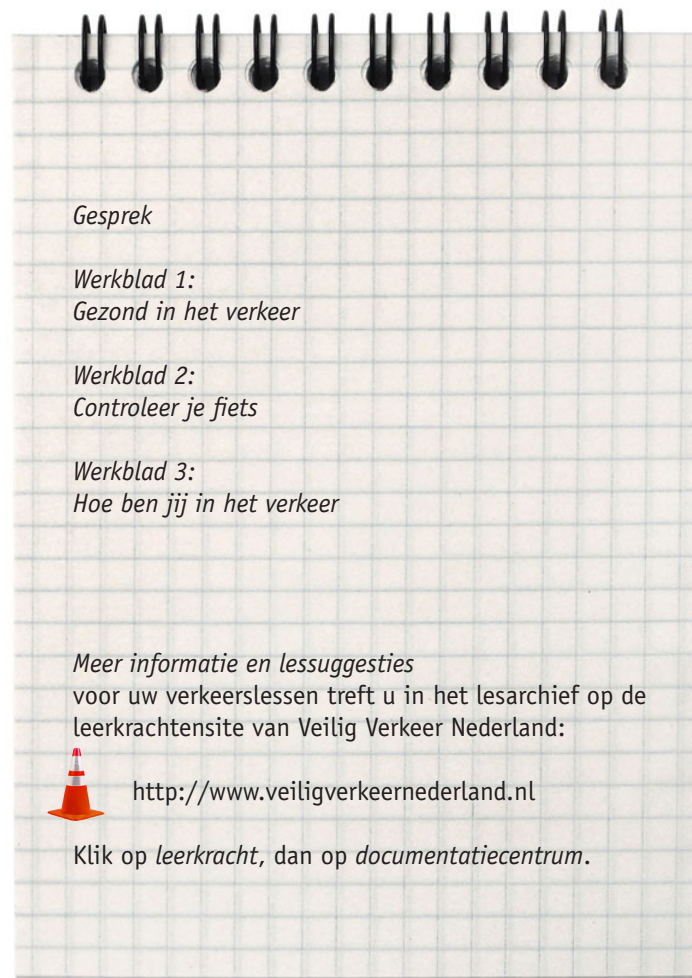 Gesprek
Werkblad 1:
Gezond in het verkeer
Werkblad 2:
Controleer je fiets
Werkblad 3:
Hoe ben jij in het verkeer
Meer informatie en lessuggesties
voor uw verkeerslessen treft u in het lesarchief op de
leerkrachtensite van Veilig Verkeer Nederland:
http://www.veiligverkeernederland.nl
Klik op leerkracht, dan op documentatiecentrum.